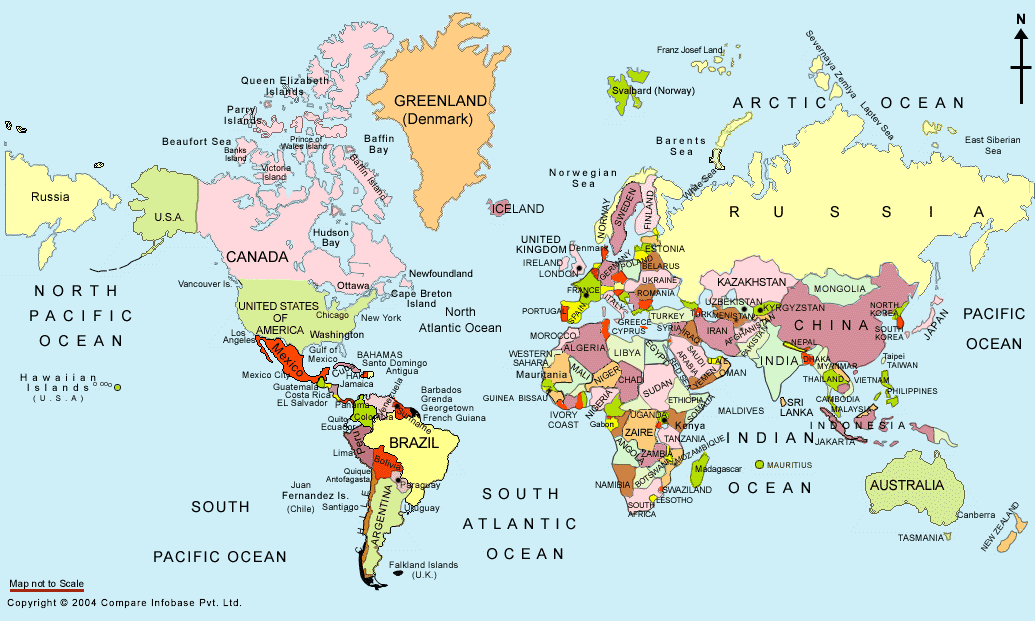 N
Franz Josef Land
Severnaya Zemlya
Laptev Sea
Queen Elizabeth
Islands
Svalbard (Norway)
ARCTIC OCEAN
GREENLAND
(Denmark)
Parry
Islands
Beaufort Sea
Banks
Island
Prince of
Wales Island
Baffin
Bay
Victoria
Island
Baffin Island
Barents
Sea
White Sea
East Siberian
Sea
Norwegian
Sea
Russia
U.S.A.
ICELAND
NORWAY
SWEDEN
FINLAND
RUSSIA
Hudson
Bay
CANADA
UNITED
KINGDOM
Denmark
ESTONIA
IRELAND
LONDON
GERMANY
POLAND
BELARUS
Newfoundland
Vancouver Is.
Ottawa
Cape Breton
Island
FRANCE
UKRAINE
ROMANIA
KAZAKHSTAN
MONGOLIA
NORTH
PACIFIC
OCEAN
UNITED STATES
OF
AMERICA
Chicago
New York
Washington
North
Atlantic Ocean
PORTUGAL
SPAIN
ITALY
GREECE
CYPRUS
TURKEY
SYRIA
UZBEKISTAN
TURKMENISTAN
KYRGYZSTAN
CHINA
NORTH
KOREA
SOUTH
KOREA
JAPAN
PACIFIC
OCEAN
Los
Angeles
Mexico
Gulf of
Mexico
BAHAMAS
Santo Domingo
Antigua
MOROCCO
ALGERIA
LIBYA
EGYPT
IRAQ
IRAN
AFGHANISTAN
PAKISTAN
NEPAL
INDIA
DHAKA
Taipei
TAIWAN
Hawaiian
Islands
(U.S.A)
Mexico City
Jamaica
Guatemala
Costa Rica
EL Salvador
Panama
WESTERN
SAHARA
Mauritania
MALI
NIGER
CHAD
SUDAN
SAUDI
ARABIA
U.A.E
OMAN
YEMEN
RED SEA
MYANMAR
THAILAND
VIETNAM
PHILIPPINES
CAMBODIA
MALAYSIA
Barbados
Grenda
Georgetown
French Guiana
Venezuela
Suriname
Colombia
GUINEA BISSAU
IVORY
COAST
NIGERIA
ETHIOPIA
SOMALIA
MALDIVES
SRI
LANKA
INDONESIA
JAKARTA
Quito
Ecuador
Peru
Lima
BRAZIL
Gabon
UGANDA
Kenya
ZAIRE
TANZANIA
INDIAN
OCEAN
Bolivia
Quique
Antofagasta
Paraguay
ANGOLA
ZAMBIA
MOZAMBIQUE
Madagascar
MAURITIUS
NAMIBIA
BOTSWANA
SWAZILAND
LESOTHO
SOUTH
AFRICA
AUSTRALIA
Canberra
TASMANIA
NEW ZEALAND
Juan
Fernandez Is.
(Chile)
Santiago
CHILE
ARGENTINA
Uruguay
SOUTH
PACIFIC OCEAN
SOUTH
ATLANTIC
OCEAN
Falkland Islands
(U.K.)
Map not to Scale
Copyright © 2004 Compare Infobase Pvt. Ltd.